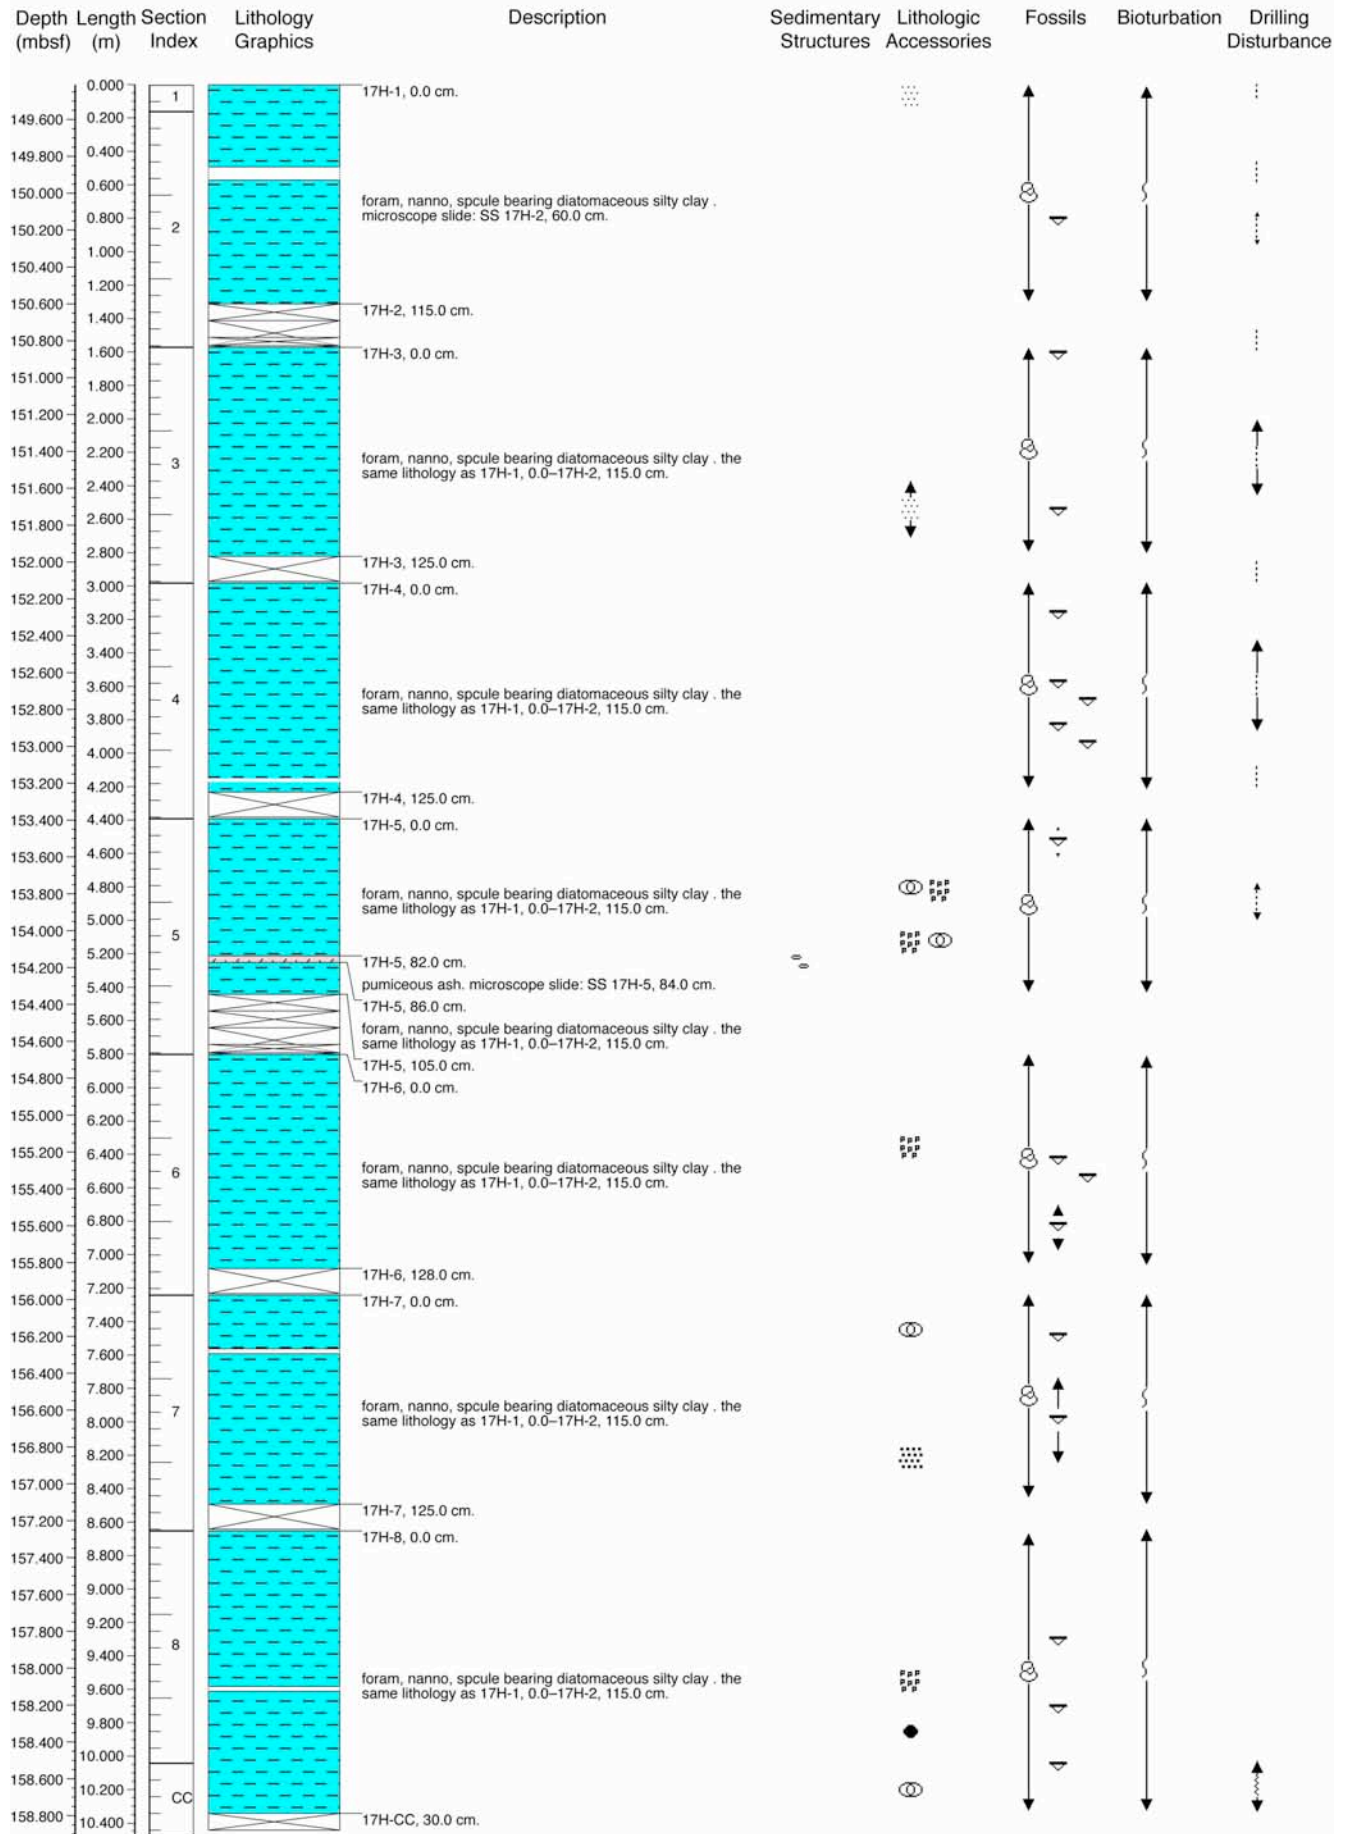 Depth Length Section Lithology Description Sedimentary Lithologic Fossils Bioturbation Drilling
(mbsf) (m) Index Graphics Structures Accessories Disturbance
0.000
1
17H-1, 0.0 cm.
149.600
0.200
0.400
149.800
0.600
150.000
foram, nanno, spcule bearing diatomaceous silty clay .
microscope slide: SS 17H-2, 60.0 cm.
0.800
2
150.200
1.000
150.400
1.200
150.600
17H-2, 115.0 cm.
1.400
150.800
1.600
17H-3, 0.0 cm.
151.000
1.800
151.200
2.000
151.400
2.200
3
foram, nanno, spcule bearing diatomaceous silty clay . the
same lithology as 17H-1, 0.0–17H-2, 115.0 cm.
151.600
2.400
2.600
151.800
2.800
152.000
17H-3, 125.0 cm.
3.000
17H-4, 0.0 cm.
152.200
3.200
152.400
3.400
152.600
3.600
4
foram, nanno, spcule bearing diatomaceous silty clay . the
same lithology as 17H-1, 0.0–17H-2, 115.0 cm.
152.800
3.800
153.000
4.000
153.200
4.200
17H-4, 125.0 cm.
153.400
4.400
17H-5, 0.0 cm.
153.600
4.600
153.800
4.800
foram, nanno, spcule bearing diatomaceous silty clay . the
same lithology as 17H-1, 0.0–17H-2, 115.0 cm.
P P P
P P P
P P
154.000
5.000
5
P P P
P P P
P P
154.200
5.200
17H-5, 82.0 cm.
pumiceous ash. microscope slide: SS 17H-5, 84.0 cm.
154.400
5.400
17H-5, 86.0 cm.
5.600
foram, nanno, spcule bearing diatomaceous silty clay . the
same lithology as 17H-1, 0.0–17H-2, 115.0 cm.
154.600
5.800
17H-5, 105.0 cm.
154.800
6.000
17H-6, 0.0 cm.
155.000
6.200
P P P
P P P
P P
155.200
6.400
6
foram, nanno, spcule bearing diatomaceous silty clay . the
same lithology as 17H-1, 0.0–17H-2, 115.0 cm.
155.400
6.600
155.600
6.800
155.800
7.000
17H-6, 128.0 cm.
7.200
156.000
17H-7, 0.0 cm.
7.400
156.200
7.600
156.400
7.800
156.600
7
foram, nanno, spcule bearing diatomaceous silty clay . the
same lithology as 17H-1, 0.0–17H-2, 115.0 cm.
8.000
156.800
8.200
157.000
8.400
17H-7, 125.0 cm.
157.200
8.600
17H-8, 0.0 cm.
157.400
8.800
157.600
9.000
157.800
9.200
8
158.000
9.400
foram, nanno, spcule bearing diatomaceous silty clay . the
same lithology as 17H-1, 0.0–17H-2, 115.0 cm.
P P P
P P P
P P
9.600
158.200
9.800
158.400
10.000
158.600
10.200
CC
158.800
10.400
17H-CC, 30.0 cm.